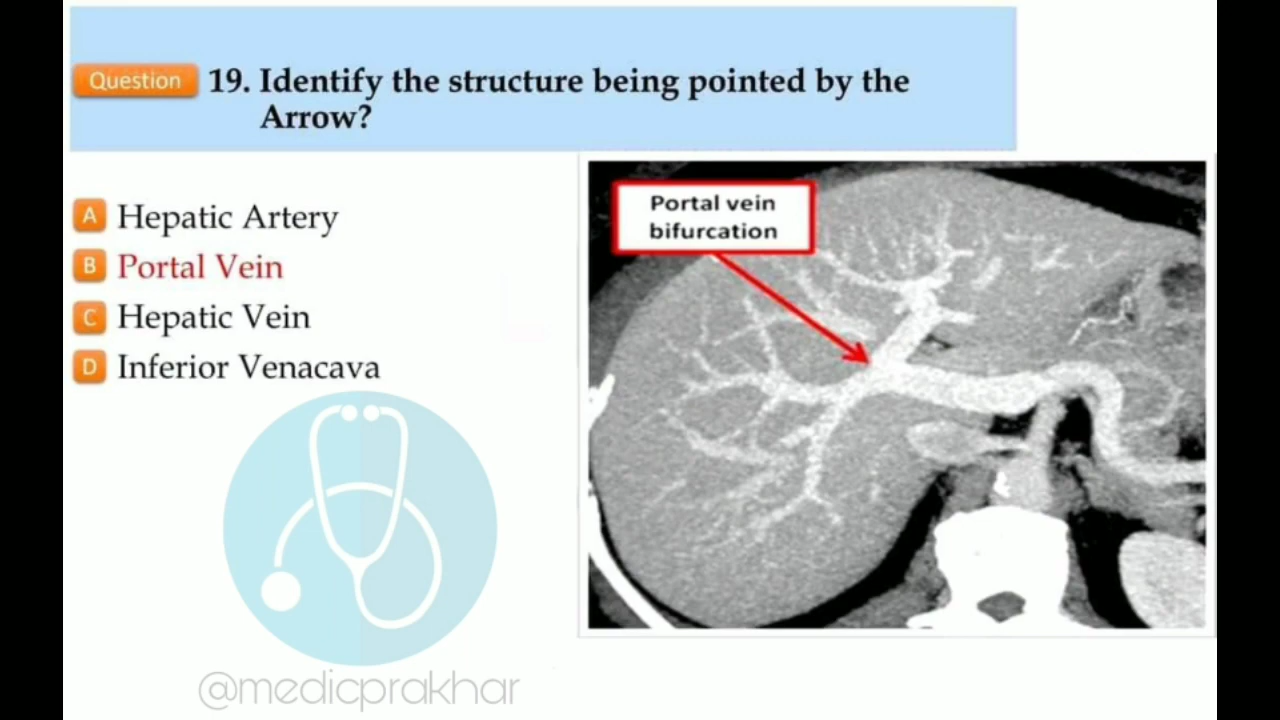 Question 19. Identify the structure being pointed by the
Arrow?
A Hepatic Artery
B Portal Vein
C Hepatic Vein
D Inferior Venacava
Portal vein
bifurcation
@medicprakhar